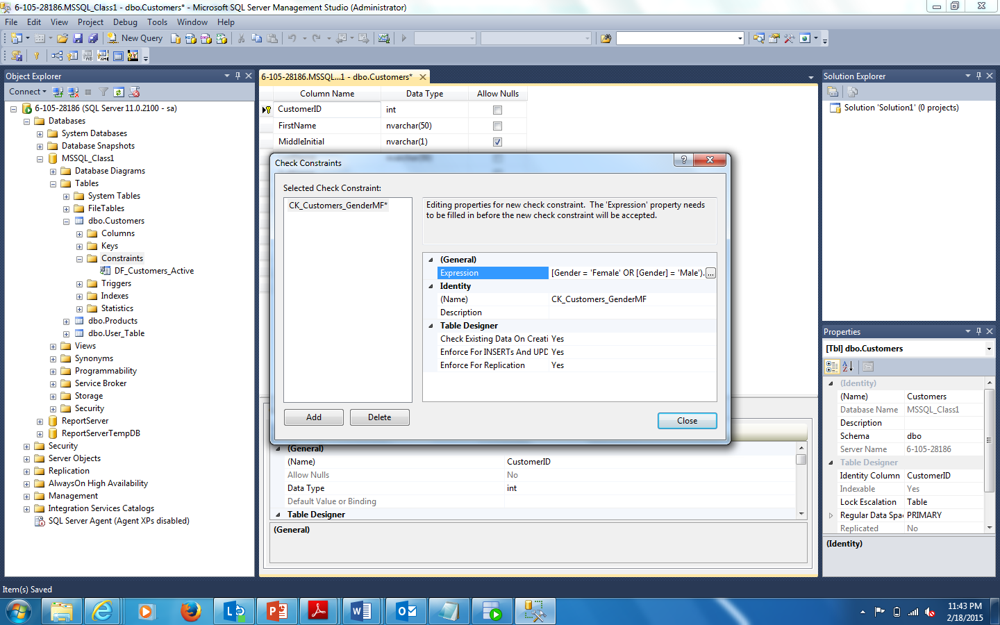 6-105-28186.MSSQL_Class1 - dbo.Customers* - Microsoft SQL Server Management Studio (Administrator)
File Edit View Project Debug Tools Window Help
New Query
Object Explorer
Connect
6-105-28186 (SQL Server 11.0.2100 - sa)
Databases
System Databases
Database Snapshots
MSSQL_Class1
Database Diagrams
Tables
System Tables
FileTables
dbo.Customers
Columns
Keys
Constraints
DF_Customers_Active
Triggers
Indexes
Statistics
dbo.Products
dbo.User_Table
Views
Synonyms
Programmability
Service Broker
Storage
Security
ReportServer
ReportServerTempDB
Security
Server Objects
Replication
AlwaysOn High Availability
Management
Integration Services Catalogs
SQL Server Agent (Agent XPs disabled)
6-105-28186.MSSQL...1 - dbo.Customers*
Column Name Data Type Allow Nulls
CustomerID int
FirstName nvarchar(50)
MiddleInitial nvarchar(1)
Check Constraints
Selected Check Constraint:
CK_Customers_GenderMF*
Editing properties for new check constraint. The 'Expression' property needs
to be filled in before the new check constraint will be accepted.
(General)
Expression [Gender = 'Female' OR [Gender] = 'Male'). ...
Identity
(Name) CK_Customers_GenderMF
Description
Table Designer
Check Existing Data On Creati Yes
Enforce For INSERTs And UPD Yes
Enforce For Replication Yes
Add Delete
Close
(General)
(Name) CustomerID
Allow Nulls No
Data Type int
Default Value or Binding
Table Designer
(General)
Solution Explorer
Solution 'Solution1' (0 projects)
Properties
[Tbl] dbo.Customers
(Identity)
(Name) Customers
Database Name MSSQL_Class1
Description
Schema dbo
Server Name 6-105-28186
Table Designer
Identity Column CustomerID
Indexable Yes
Lock Escalation Table
Regular Data Spac PRIMARY
Replicated No
(Identity)
Item(s) Saved
11:43 PM
2/18/2015